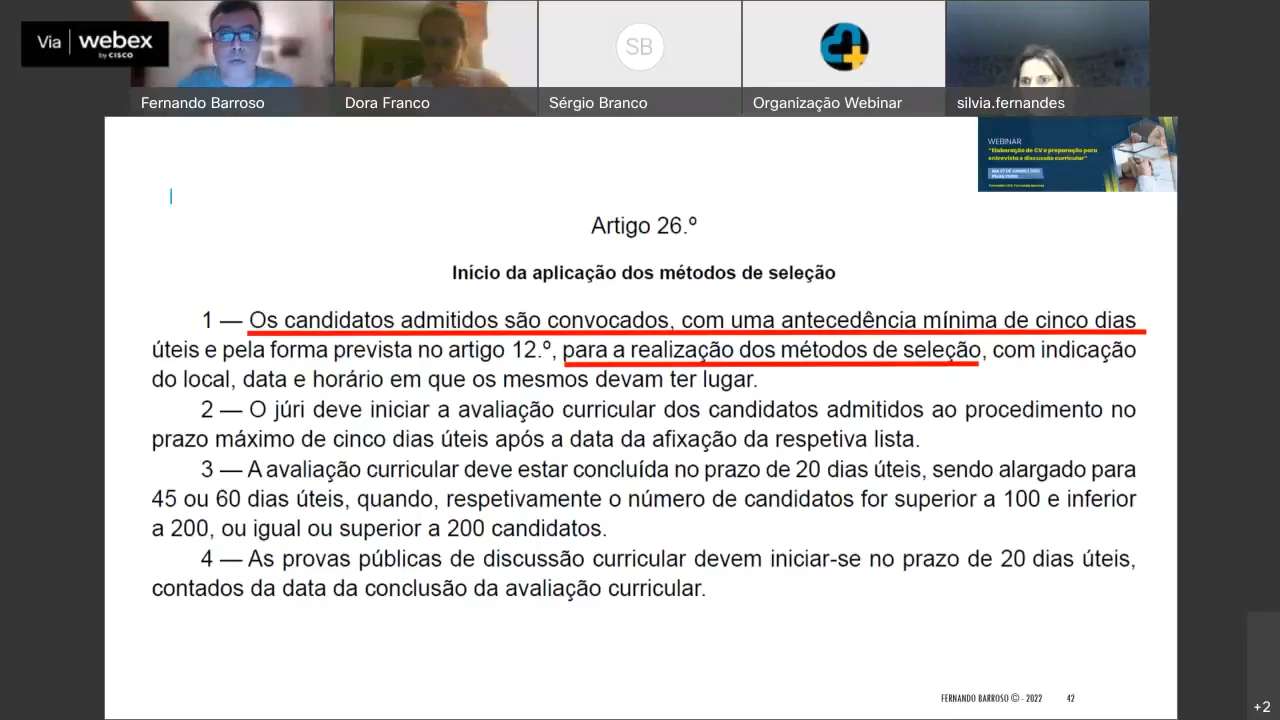 Via webex
by CISCO
Fernando Barroso
Dora Franco
SB
Sérgio Branco
Organização Webinar
silvia.fernandes
WEBINAR
"Elaboração de CV e preparação para
entrevista e discussão curricular"
Artigo 26.º
Início da aplicação dos métodos de seleção
1 — Os candidatos admitidos são convocados, com uma antecedência mínima de cinco dias
úteis e pela forma prevista no artigo 12.º, para a realização dos métodos de seleção, com indicação
do local, data e horário em que os mesmos devam ter lugar.
2 — O júri deve iniciar a avaliação curricular dos candidatos admitidos ao procedimento no
prazo máximo de cinco dias úteis após a data da afixação da respetiva lista.
3 — A avaliação curricular deve estar concluída no prazo de 20 dias úteis, sendo alargado para
45 ou 60 dias úteis, quando, respetivamente o número de candidatos for superior a 100 e inferior
a 200, ou igual ou superior a 200 candidatos.
4 — As provas públicas de discussão curricular devem iniciar-se no prazo de 20 dias úteis,
contados da data da conclusão da avaliação curricular.
FERNANDO BARROSO © - 2022
42
+2